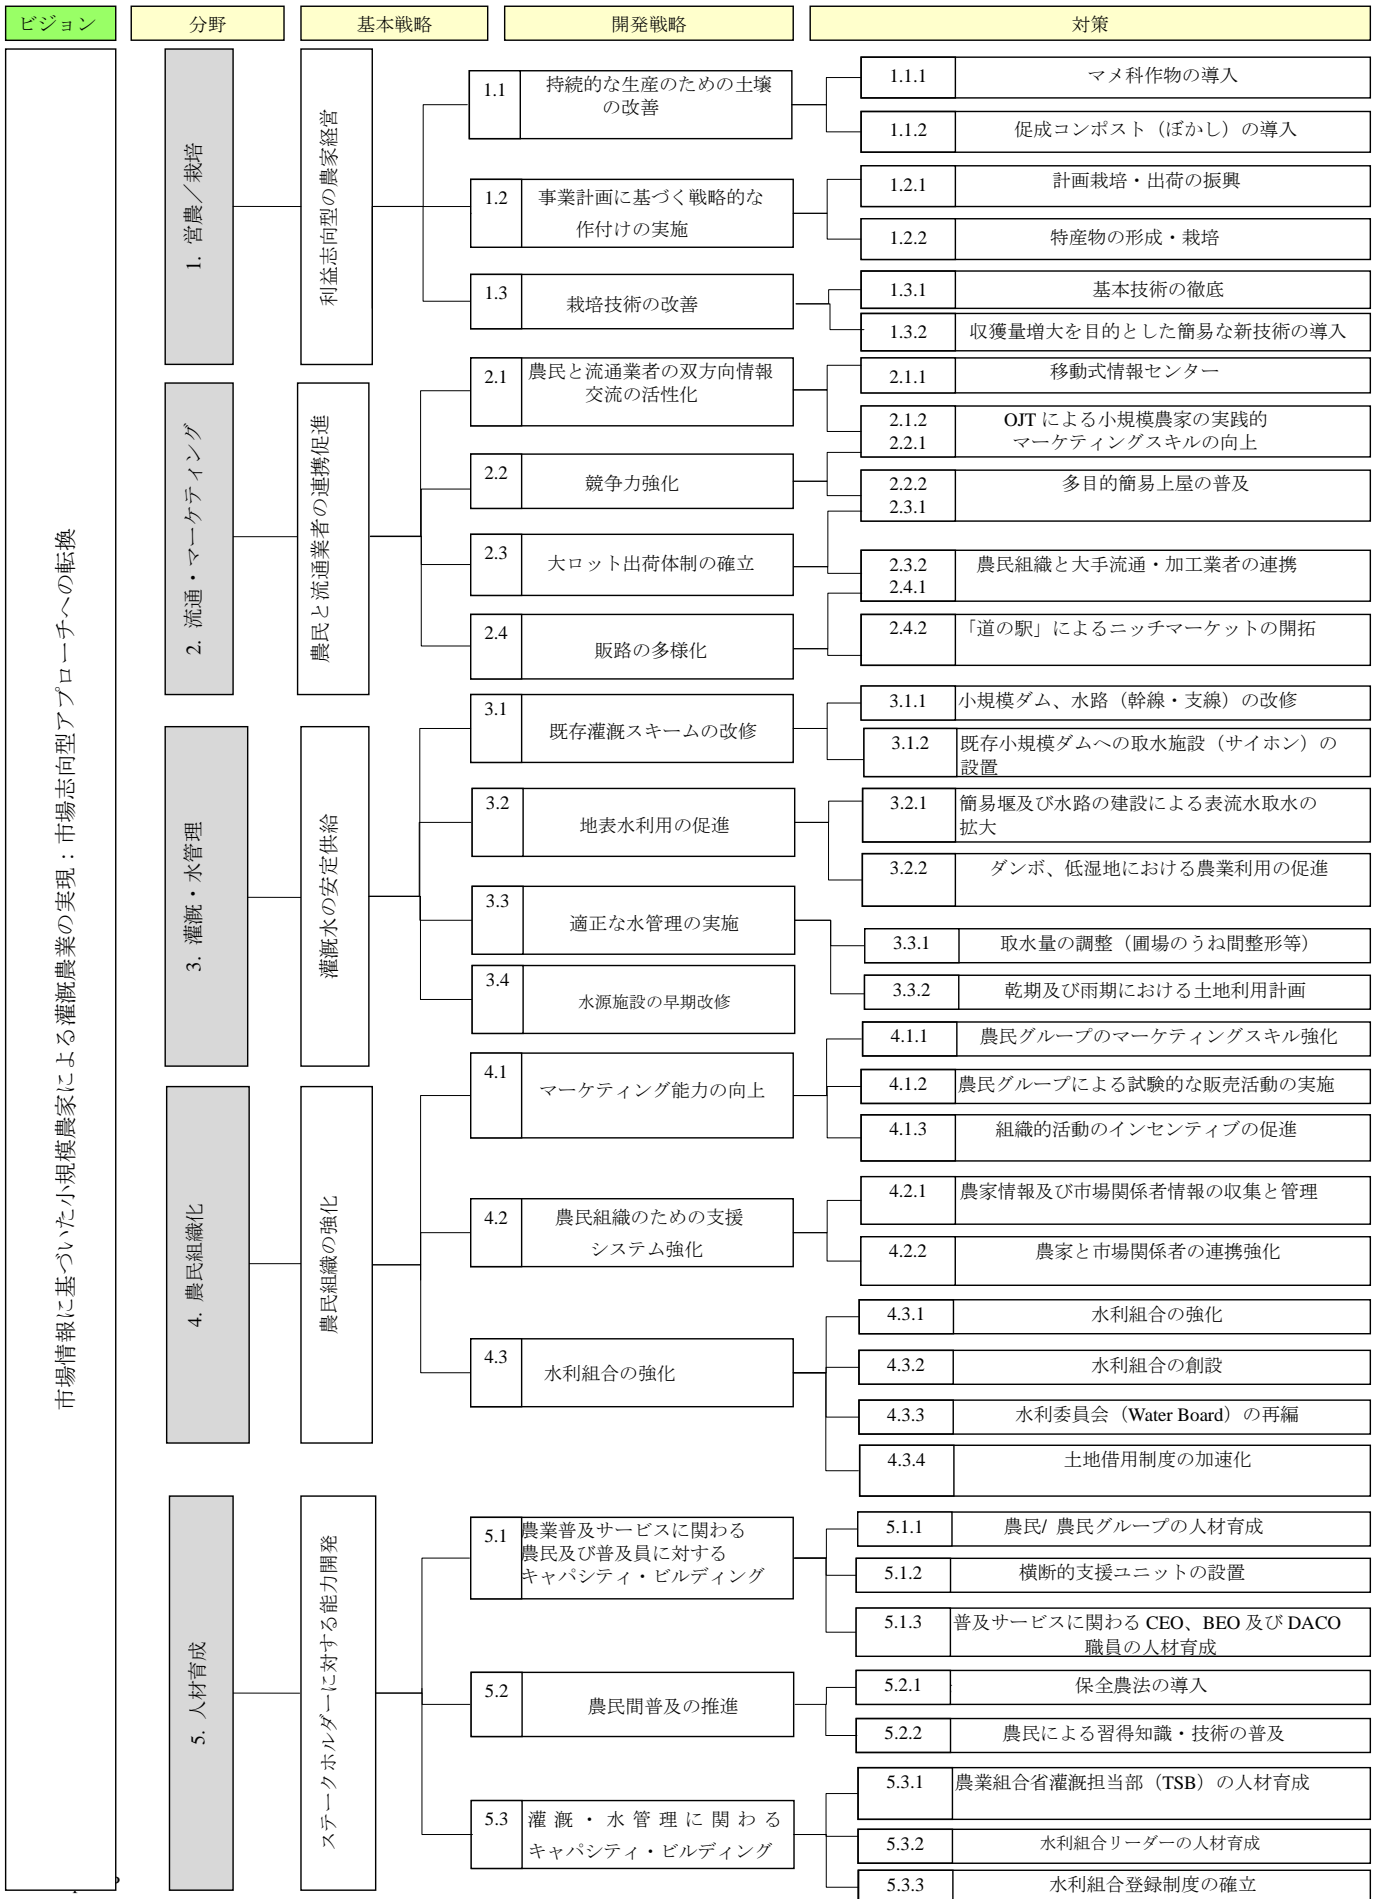 ビジョン
分野
基本戦略
開発戦略
対策
市場情報に基づいた小規模農家による灌漑農業の実現：市場志向型アプローチへの転換
1. 営農／栽培
利益志向型の農家経営
1.1
持続的な生産のための土壌
の改善
1.1.1
マメ科作物の導入
1.1.2
促成コンポスト（ぼかし）の導入
1.2
事業計画に基づく戦略的な
作付けの実施
1.2.1
計画栽培・出荷の振興
1.2.2
特産物の形成・栽培
1.3
栽培技術の改善
1.3.1
基本技術の徹底
1.3.2
収獲量増大を目的とした簡易な新技術の導入
2. 流通・マーケティング
農民と流通業者の連携促進
2.1
農民と流通業者の双方向情報
交流の活性化
2.1.1
移動式情報センター
2.1.2
2.2.1
OJT による小規模農家の実践的
マーケティングスキルの向上
2.2
競争力強化
2.2.2
2.3.1
多目的簡易上屋の普及
2.3
大ロット出荷体制の確立
2.3.2
2.4.1
農民組織と大手流通・加工業者の連携
2.4
販路の多様化
2.4.2
「道の駅」によるニッチマーケットの開拓
3. 灌漑・水管理
灌漑水の安定供給
3.1
既存灌漑スキームの改修
3.1.1
小規模ダム、水路（幹線・支線）の改修
3.1.2
既存小規模ダムへの取水施設（サイホン）の
設置
3.2
地表水利用の促進
3.2.1
簡易堰及び水路の建設による表流水取水の
拡大
3.2.2
ダンボ、低湿地における農業利用の促進
3.3
適正な水管理の実施
3.3.1
取水量の調整（圃場のうね間整形等）
3.3.2
乾期及び雨期における土地利用計画
3.4
水源施設の早期改修
4. 農民組織化
農民組織の強化
4.1
マーケティング能力の向上
4.1.1
農民グループのマーケティングスキル強化
4.1.2
農民グループによる試験的な販売活動の実施
4.1.3
組織的活動のインセンティブの促進
4.2
農民組織のための支援
システム強化
4.2.1
農家情報及び市場関係者情報の収集と管理
4.2.2
農家と市場関係者の連携強化
4.3
水利組合の強化
4.3.1
水利組合の強化
4.3.2
水利組合の創設
4.3.3
水利委員会（Water Board）の再編
4.3.4
土地借用制度の加速化
5. 人材育成
ステークホルダーに対する能力開発
5.1
農業普及サービスに関わる
農民及び普及員に対する
キャパシティ・ビルディング
5.1.1
農民/ 農民グループの人材育成
5.1.2
横断的支援ユニットの設置
5.1.3
普及サービスに関わる CEO、BEO 及び DACO
職員の人材育成
5.2
農民間普及の推進
5.2.1
保全農法の導入
5.2.2
農民による習得知識・技術の普及
5.3
灌漑・水管理に関わる
キャパシティ・ビルディング
5.3.1
農業組合省灌漑担当部（TSB）の人材育成
5.3.2
水利組合リーダーの人材育成
5.3.3
水利組合登録制度の確立